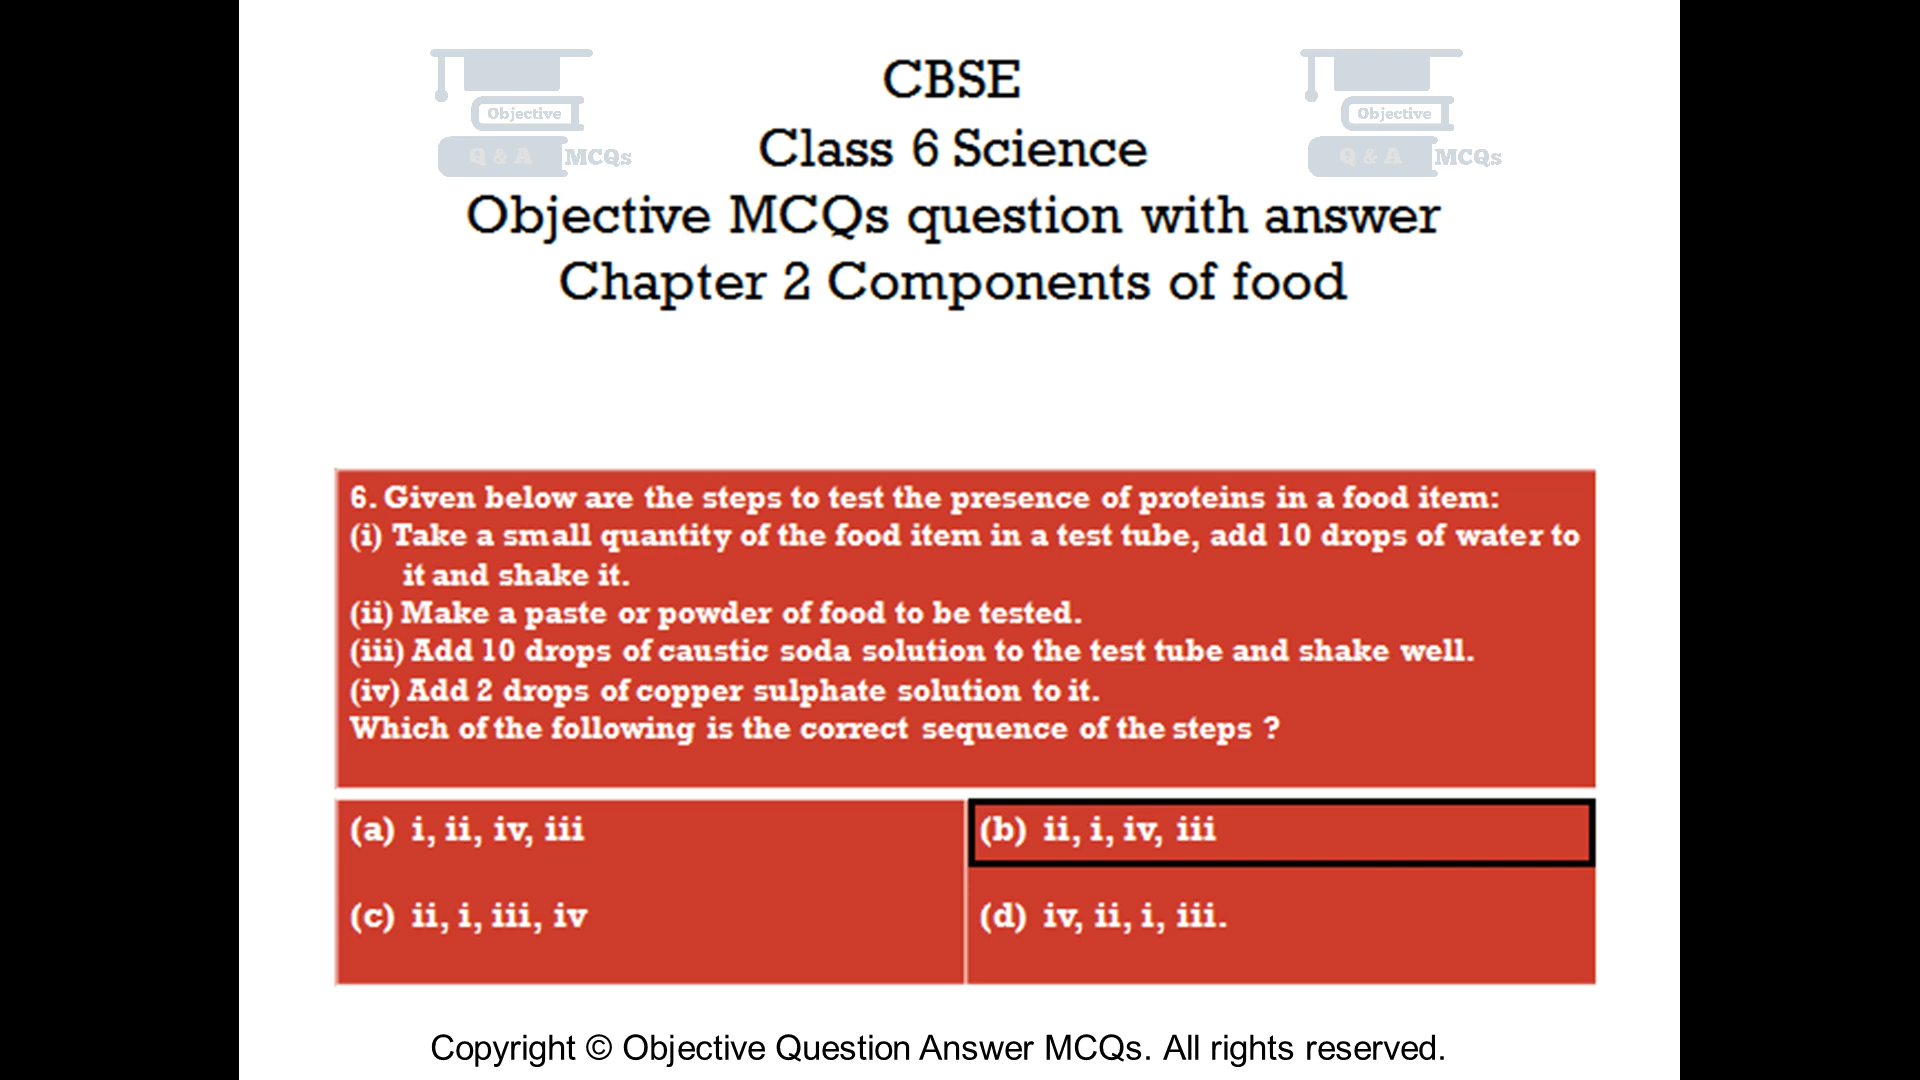 CBSE
Class 6 Science
Objective MCQs question with answer
Chapter 2 Components of food
Objective
Q & A MCQs
Objective
Q & A MCQs
6. Given below are the steps to test the presence of proteins in a food item:
(i) Take a small quantity of the food item in a test tube, add 10 drops of water to
it and shake it.
(ii) Make a paste or powder of food to be tested.
(iii) Add 10 drops of caustic soda solution to the test tube and shake well.
(iv) Add 2 drops of copper sulphate solution to it.
Which of the following is the correct sequence of the steps ?
(a) i, ii, iv, iii
(b) ii, i, iv, iii
(c) ii, i, iii, iv
(d) iv, ii, i, iii.
Copyright © Objective Question Answer MCQs. All rights reserved.